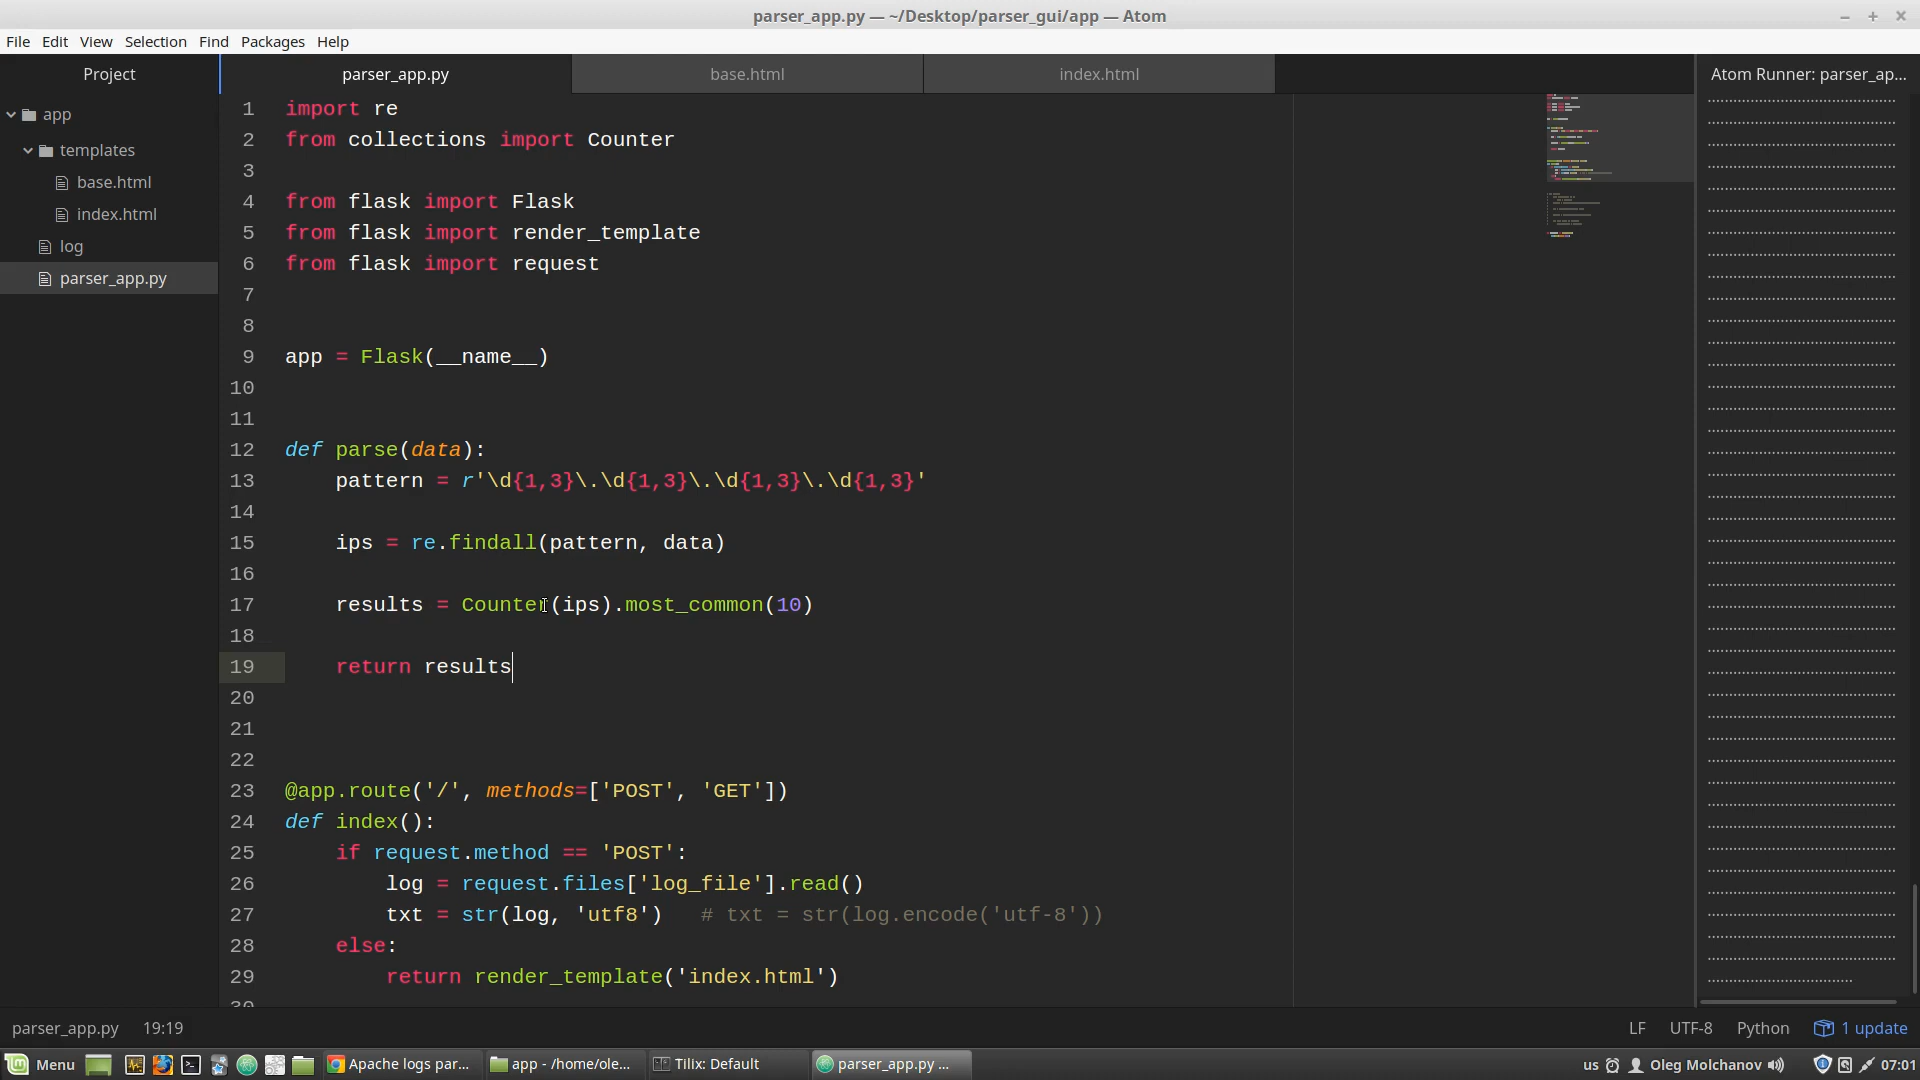 parser_app.py — ~/Desktop/parser_gui/app — Atom
File Edit View Selection Find Packages Help
Project
parser_app.py
base.html
index.html
Atom Runner: parser_ap...
app
templates
base.html
index.html
log
parser_app.py
1 import re
2 from collections import Counter
3
4 from flask import Flask
5 from flask import render_template
6 from flask import request
7
8
9 app = Flask(__name__)
10
11
12 def parse(data):
13 pattern = r'\d{1,3}\.\d{1,3}\.\d{1,3}\.\d{1,3}'
14
15 ips = re.findall(pattern, data)
16
17 results = Counter(ips).most_common(10)
18
19 return results
20
21
22
23 @app.route('/', methods=['POST', 'GET'])
24 def index():
25 if request.method == 'POST':
26 log = request.files['log_file'].read()
27 txt = str(log, 'utf8') # txt = str(log.encode('utf-8'))
28 else:
29 return render_template('index.html')
30
parser_app.py 19:19
LF UTF-8 Python 1 update
Menu
Apache logs par...
app - /home/ole...
Tilix: Default
parser_app.py ...
us
Oleg Molchanov
07:01